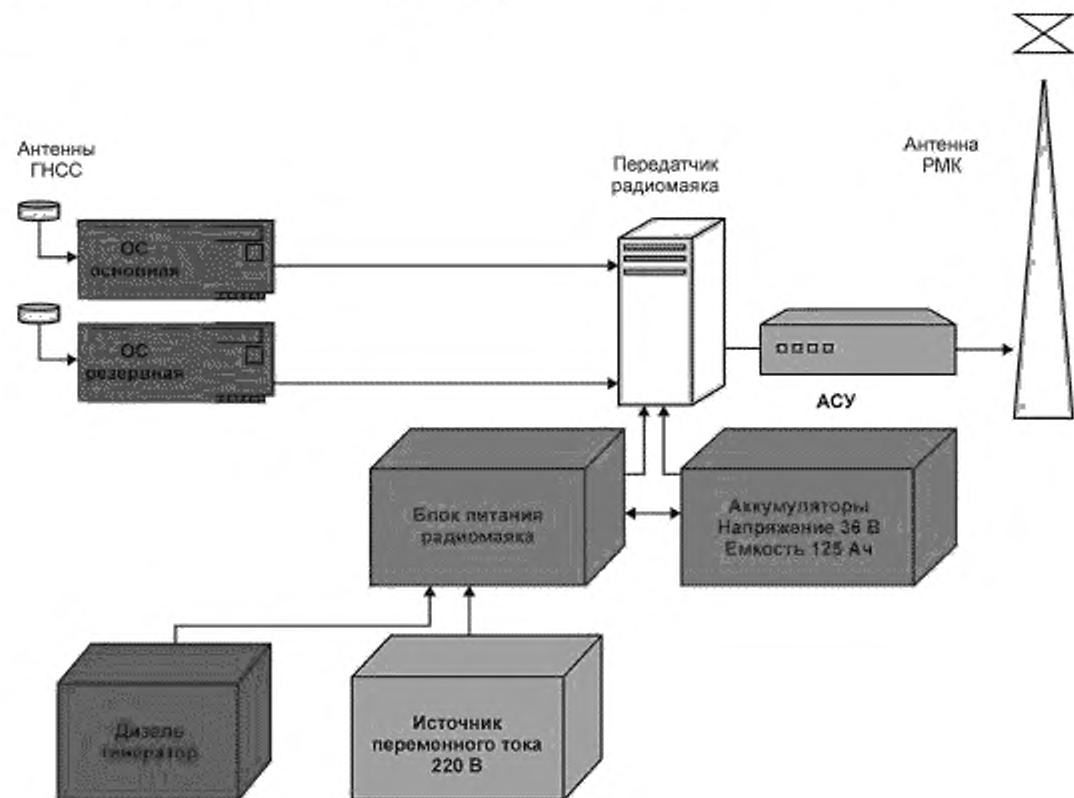 Антенны
ГНСС
Передатчик
радиомаяка
Антенна
РМК
ОС
основная
ОС
резервная
АСУ
Блок питания
радиомаяка
Аккумуляторы
Напряжение 36 В
Емкость 125 Ач
Дизель
генератор
Источник
переменного тока
220 В